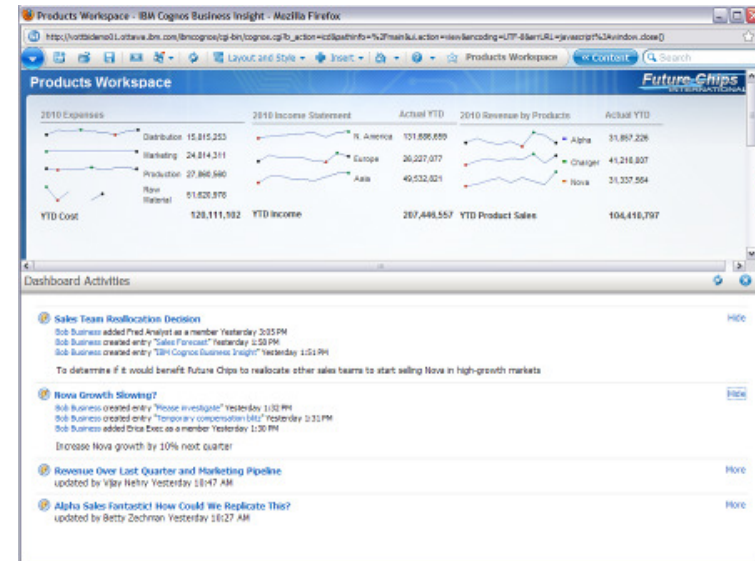 Products Workspace - IBM Cognos Business Insight - Mozilla Firefox
Layout and Style Insert Products Workspace Content Search
Products Workspace
Future Chips
INTERNATIONAL
2010 Expenses
Distribution 15,815,253
Marketing 24,814,311
Production 27,860,560
Raw Material 51,620,978
YTD Cost 120,111,102
2010 Income Statement Actual YTD
N. America 131,686,659
Europe 26,227,077
Asia 49,532,821
YTD Income 207,446,557
2010 Revenue by Products Actual YTD
Alpha 31,857,226
Charger 41,216,007
Nova 31,337,564
YTD Product Sales 104,410,797
Dashboard Activities
Sales Team Reallocation Decision Hide
Bob Business added Fred Analyst as a member Yesterday 3:05 PM
Bob Business created entry "Sales Forecast" Yesterday 1:58 PM
Bob Business created entry "IBM Cognos Business Insight" Yesterday 1:51 PM
To determine if it would benefit Future Chips to reallocate other sales teams to start selling Nova in high-growth markets
Nova Growth Slowing? Hide
Bob Business created entry "Please investigate" Yesterday 1:32 PM
Bob Business created entry "Temporary compensation blitz" Yesterday 1:31 PM
Bob Business added Erica Exec as a member Yesterday 1:30 PM
Increase Nova growth by 10% next quarter
Revenue Over Last Quarter and Marketing Pipeline More
updated by Vijay Nehry Yesterday 10:47 AM
Alpha Sales Fantastic! How Could We Replicate This? More
updated by Betty Zechman Yesterday 10:27 AM